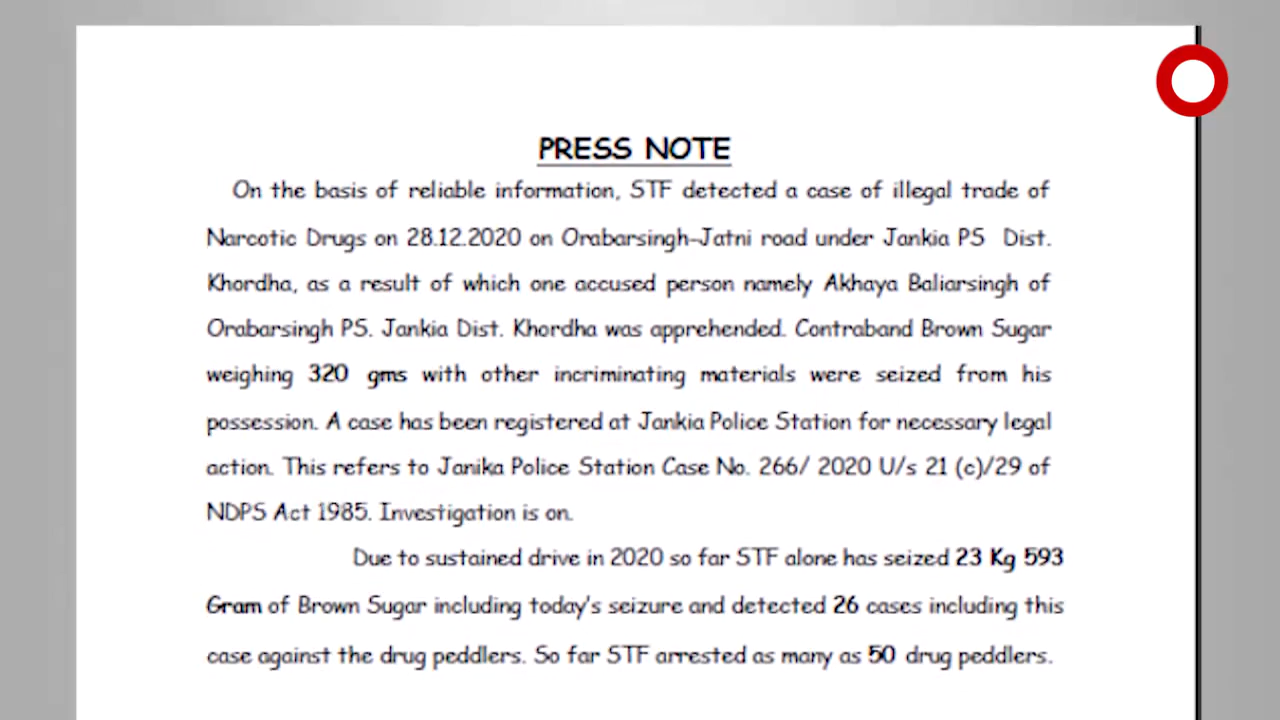 PRESS NOTE
On the basis of reliable information, STF detected a case of illegal trade of
Narcotic Drugs on 28.12.2020 on Orabarsingh-Jatni road under Jankia PS Dist.
Khordha, as a result of which one accused person namely Akhaya Baliarsingh of
Orabarsingh PS. Jankia Dist. Khordha was apprehended. Contraband Brown Sugar
weighing 320 gms with other incriminating materials were seized from his
possession. A case has been registered at Jankia Police Station for necessary legal
action. This refers to Janika Police Station Case No. 266/ 2020 U/s 21 (c)/29 of
NDPS Act 1985. Investigation is on.
Due to sustained drive in 2020 so far STF alone has seized 23 Kg 593
Gram of Brown Sugar including today's seizure and detected 26 cases including this
case against the drug peddlers. So far STF arrested as many as 50 drug peddlers.